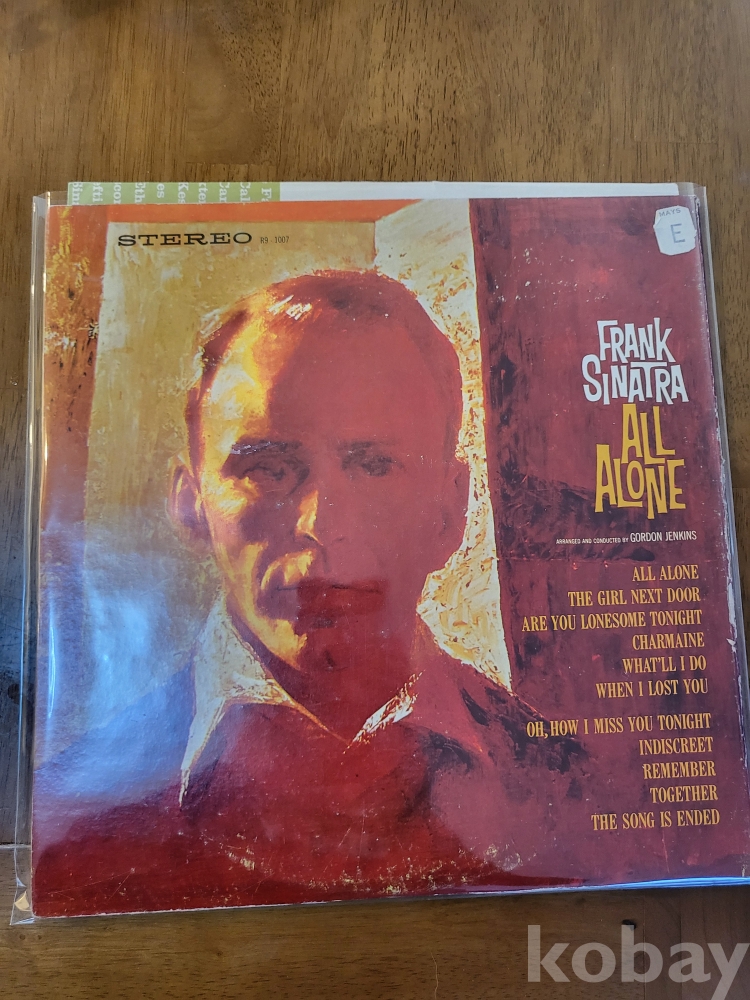 STEREO R9-1007
MAYS
E
FRANK
SINATRA
ALL
ALONE
ARRANGED AND CONDUCTED BY GORDON JENKINS
ALL ALONE
THE GIRL NEXT DOOR
ARE YOU LONESOME TONIGHT
CHARMAINE
WHAT'LL I DO
WHEN I LOST YOU
OH, HOW I MISS YOU TONIGHT
INDISCREET
REMEMBER
TOGETHER
THE SONG IS ENDED
kobay